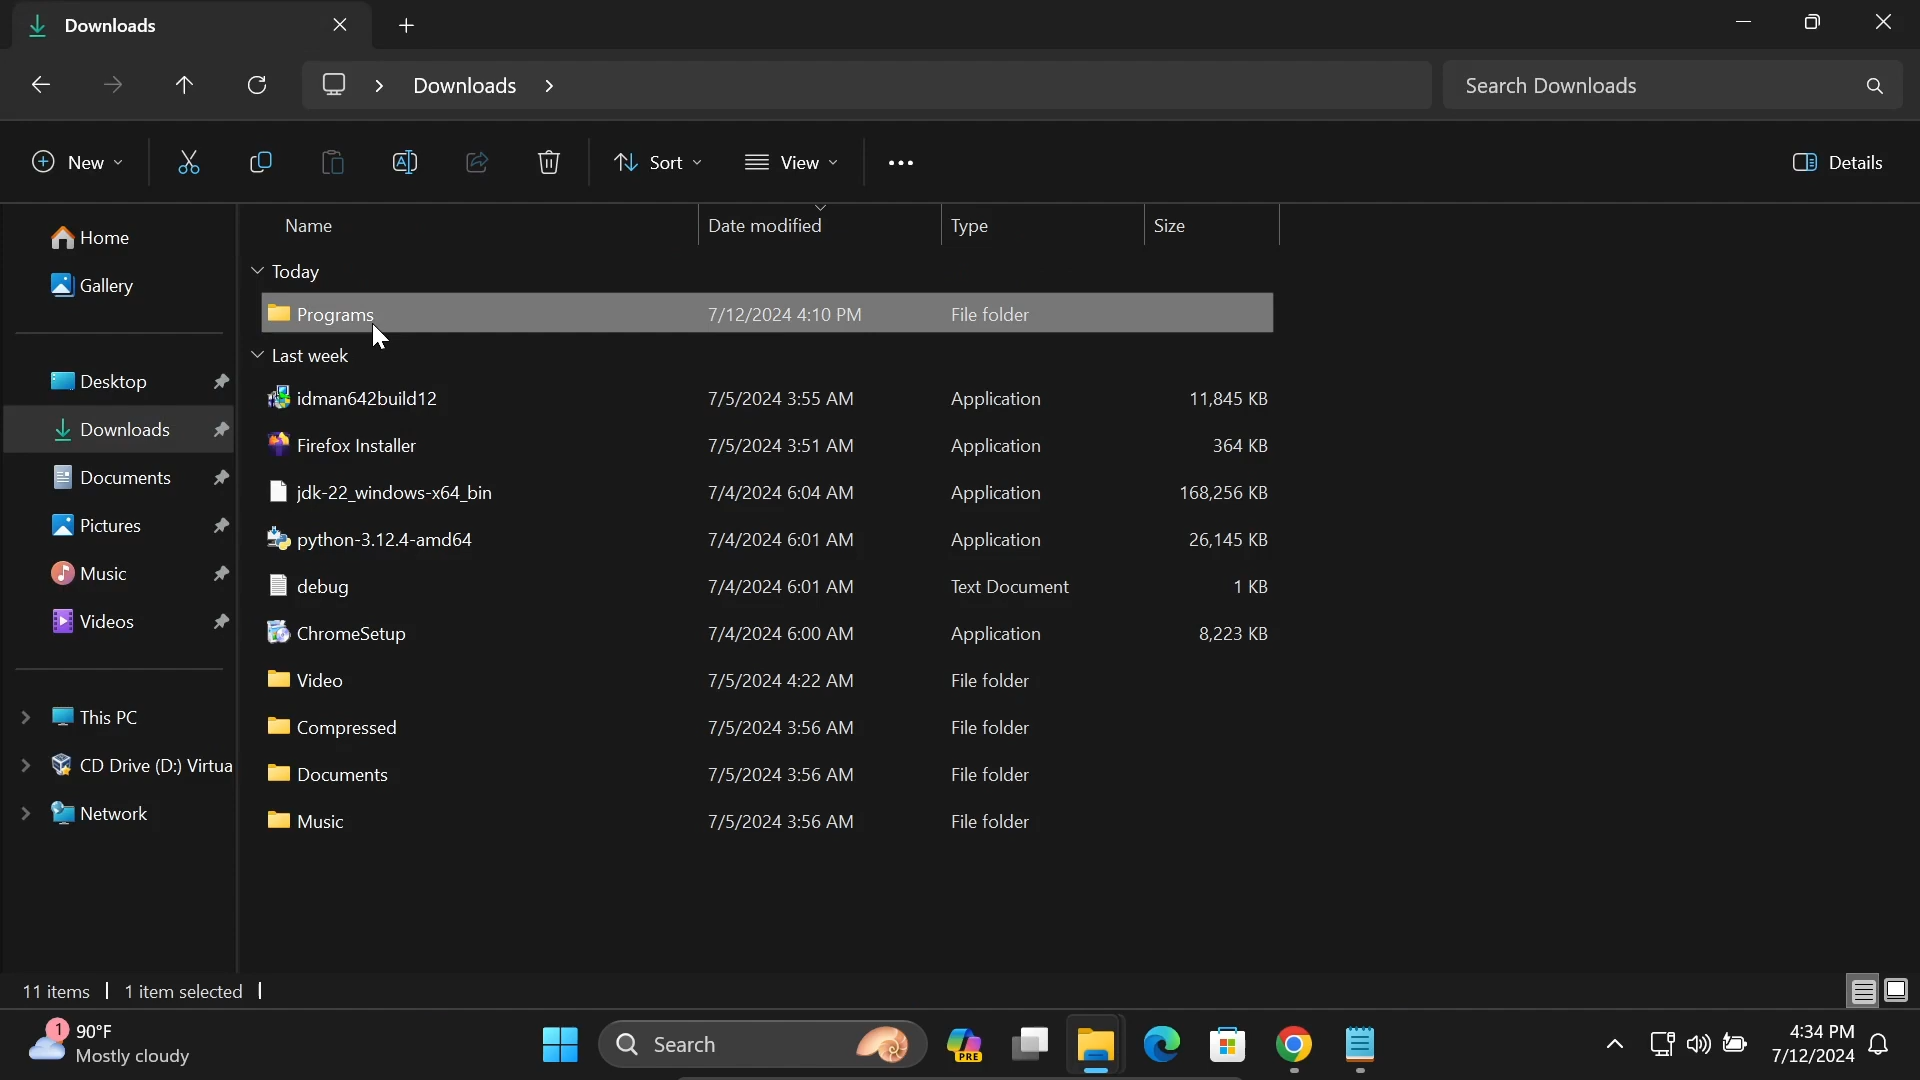 Downloads
Downloads
Search Downloads
New
Sort
View
Details
Home
Gallery
Desktop
Downloads
Documents
Pictures
Music
Videos
This PC
CD Drive (D:) Virtua
Network
Name Date modified Type Size
Today
Programs 7/12/2024 4:10 PM File folder
Last week
idman642build12 7/5/2024 3:55 AM Application 11,845 KB
Firefox Installer 7/5/2024 3:51 AM Application 364 KB
jdk-22_windows-x64_bin 7/4/2024 6:04 AM Application 168,256 KB
python-3.12.4-amd64 7/4/2024 6:01 AM Application 26,145 KB
debug 7/4/2024 6:01 AM Text Document 1 KB
ChromeSetup 7/4/2024 6:00 AM Application 8,223 KB
Video 7/5/2024 4:22 AM File folder
Compressed 7/5/2024 3:56 AM File folder
Documents 7/5/2024 3:56 AM File folder
Music 7/5/2024 3:56 AM File folder
11 items 1 item selected
1
90°F
Mostly cloudy
Search
PRE
4:34 PM
7/12/2024